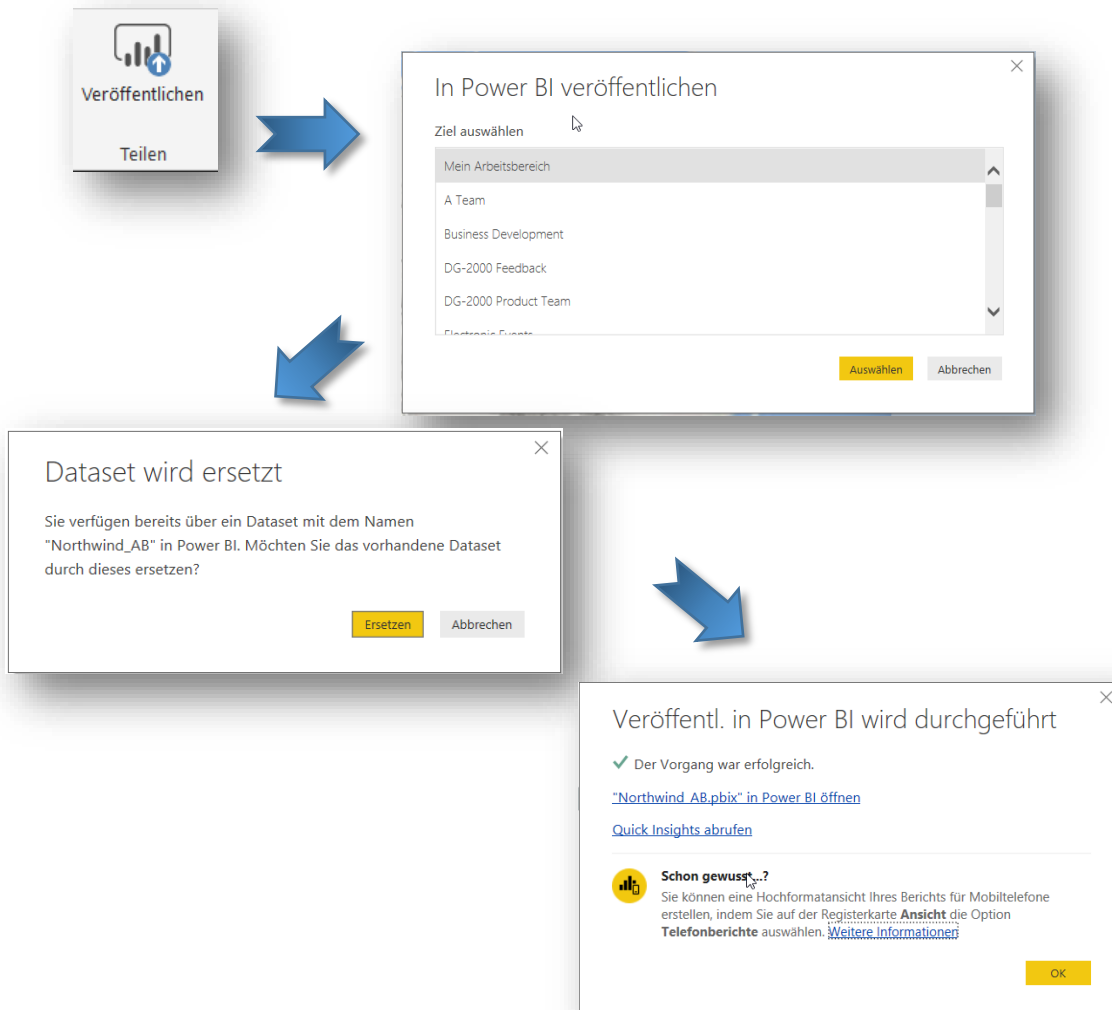 Veröffentlichen
Teilen
In Power BI veröffentlichen
Ziel auswählen
Mein Arbeitsbereich
A Team
Business Development
DG-2000 Feedback
DG-2000 Product Team
Electronic Events
Auswählen
Abbrechen
Dataset wird ersetzt
Sie verfügen bereits über ein Dataset mit dem Namen
"Northwind_AB" in Power BI. Möchten Sie das vorhandene Dataset
durch dieses ersetzen?
Ersetzen
Abbrechen
Veröffentl. in Power BI wird durchgeführt
Der Vorgang war erfolgreich.
"Northwind_AB.pbix" in Power BI öffnen
Quick Insights abrufen
Schon gewusst...?
Sie können eine Hochformatansicht Ihres Berichts für Mobiltelefone
erstellen, indem Sie auf der Registerkarte Ansicht die Option
Telefonberichte auswählen. Weitere Informationen
OK